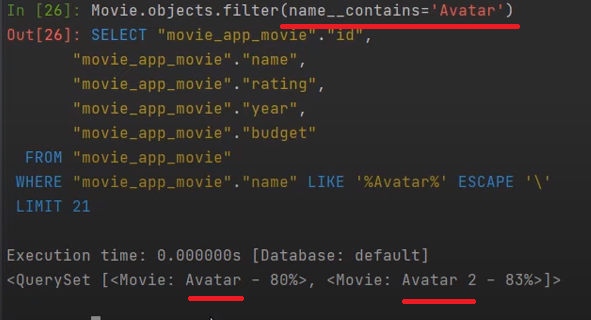 In [26]: Movie.objects.filter(name__contains='Avatar')
Out[26]: SELECT "movie_app_movie"."id",
"movie_app_movie"."name",
"movie_app_movie"."rating",
"movie_app_movie"."year",
"movie_app_movie"."budget"
FROM "movie_app_movie"
WHERE "movie_app_movie"."name" LIKE '%Avatar%' ESCAPE '\'
LIMIT 21
Execution time: 0.000000s [Database: default]
<QuerySet [<Movie: Avatar - 80%>, <Movie: Avatar 2 - 83%>]>